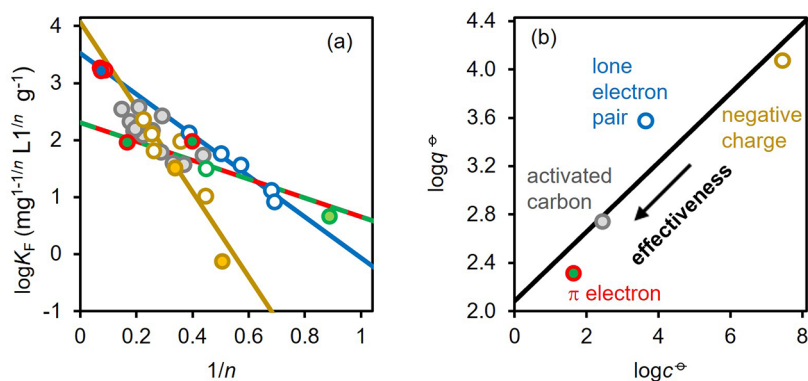 (a)
logK_F (mg^1-1/n L1^/n g^-1)
4
3
2
1
0
-1
0
0.2
0.4
0.6
0.8
1
1/n
(b)
logq^⦵
4.4
4.0
3.6
3.2
2.8
2.4
2.0
lone
electron
pair
negative
charge
activated
carbon
effectiveness
π electron
0
2
4
6
8
logc^⦵